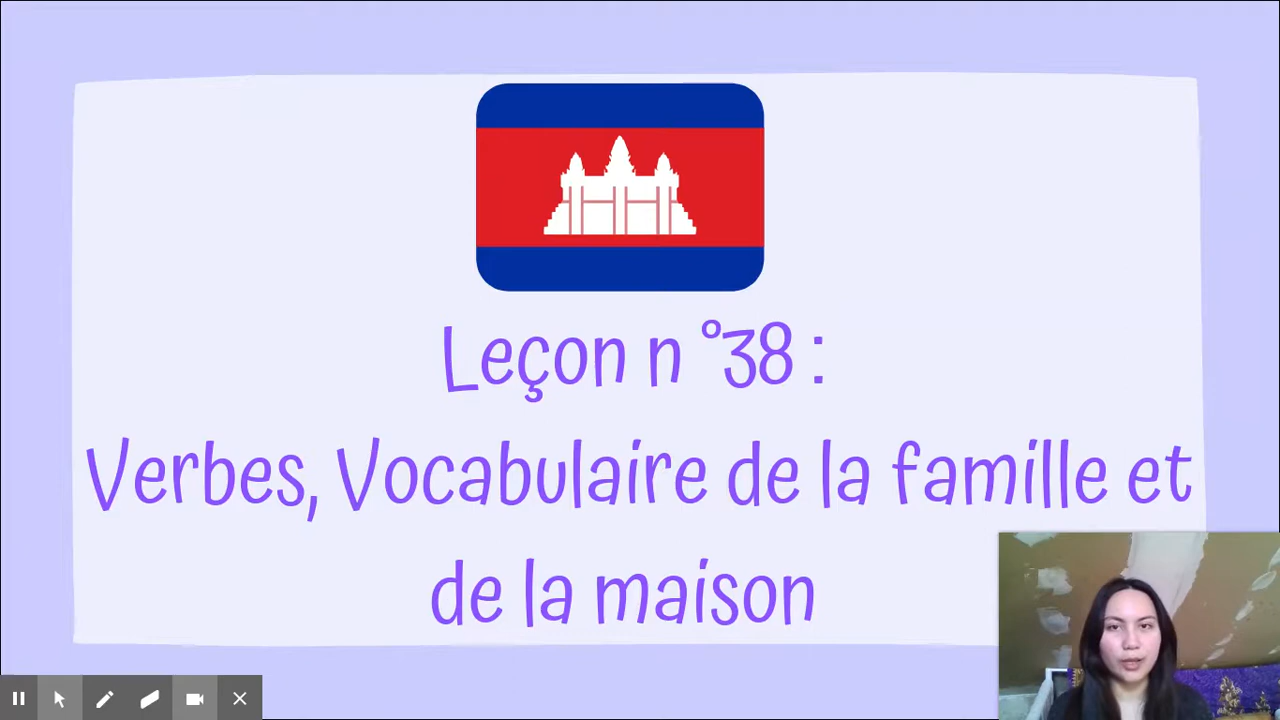 Leçon n °38 :
Verbes, Vocabulaire de la famille et
de la maison